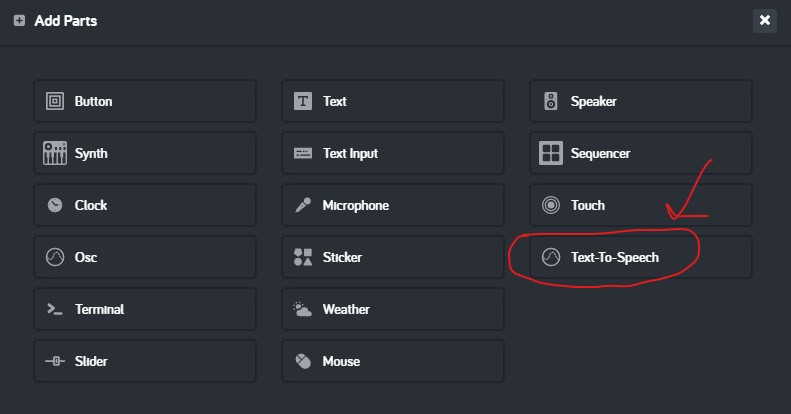 Add Parts
Button
Text
Speaker
Synth
Text Input
Sequencer
Clock
Microphone
Touch
Osc
Sticker
Text-To-Speech
Terminal
Weather
Slider
Mouse